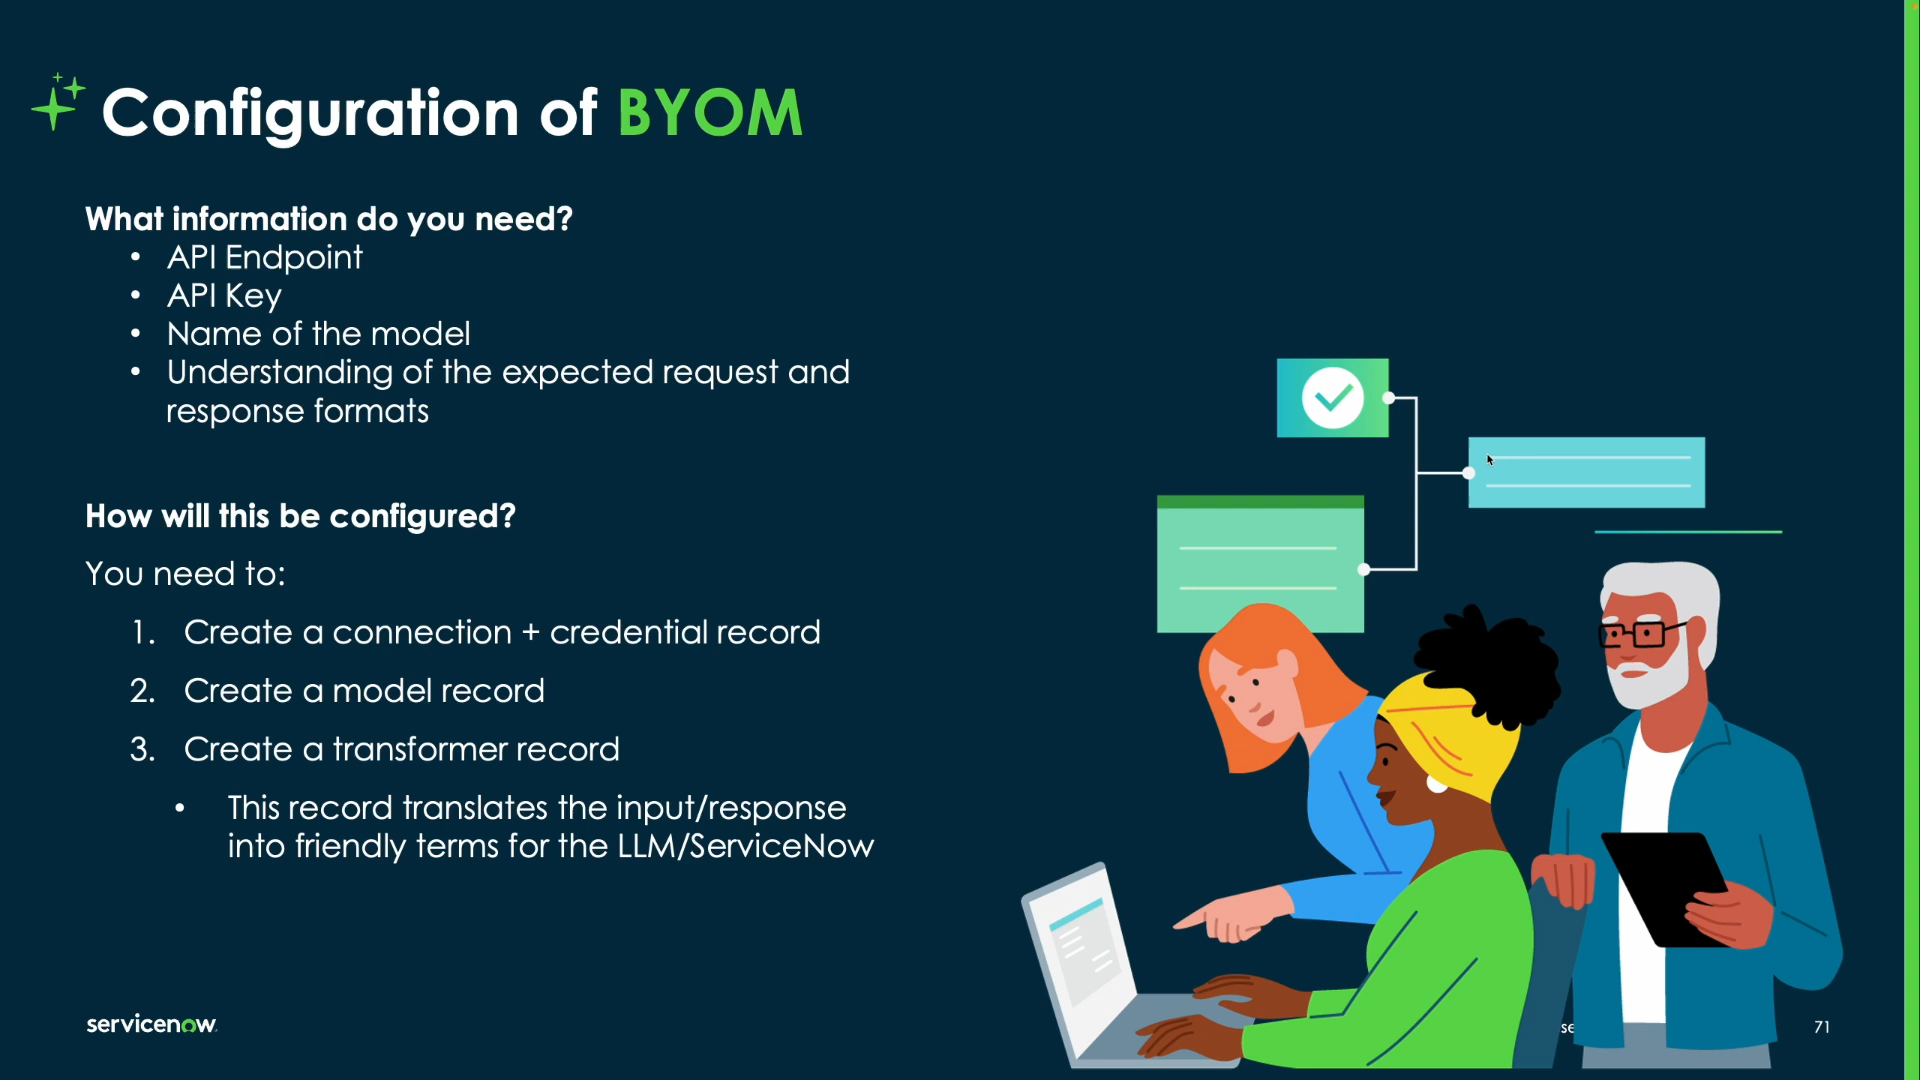 Configuration of BYOM
What information do you need?
• API Endpoint
• API Key
• Name of the model
• Understanding of the expected request and
response formats
How will this be configured?
You need to:
1. Create a connection + credential record
2. Create a model record
3. Create a transformer record
• This record translates the input/response
into friendly terms for the LLM/ServiceNow
servicenow
se
71